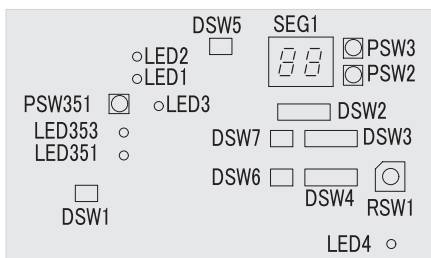 DSW5 SEG1
LED2 PSW3
LED1 PSW2
PSW351 LED3 DSW2
LED353 DSW7 DSW3
LED351
DSW6 DSW4
DSW1 RSW1
LED4